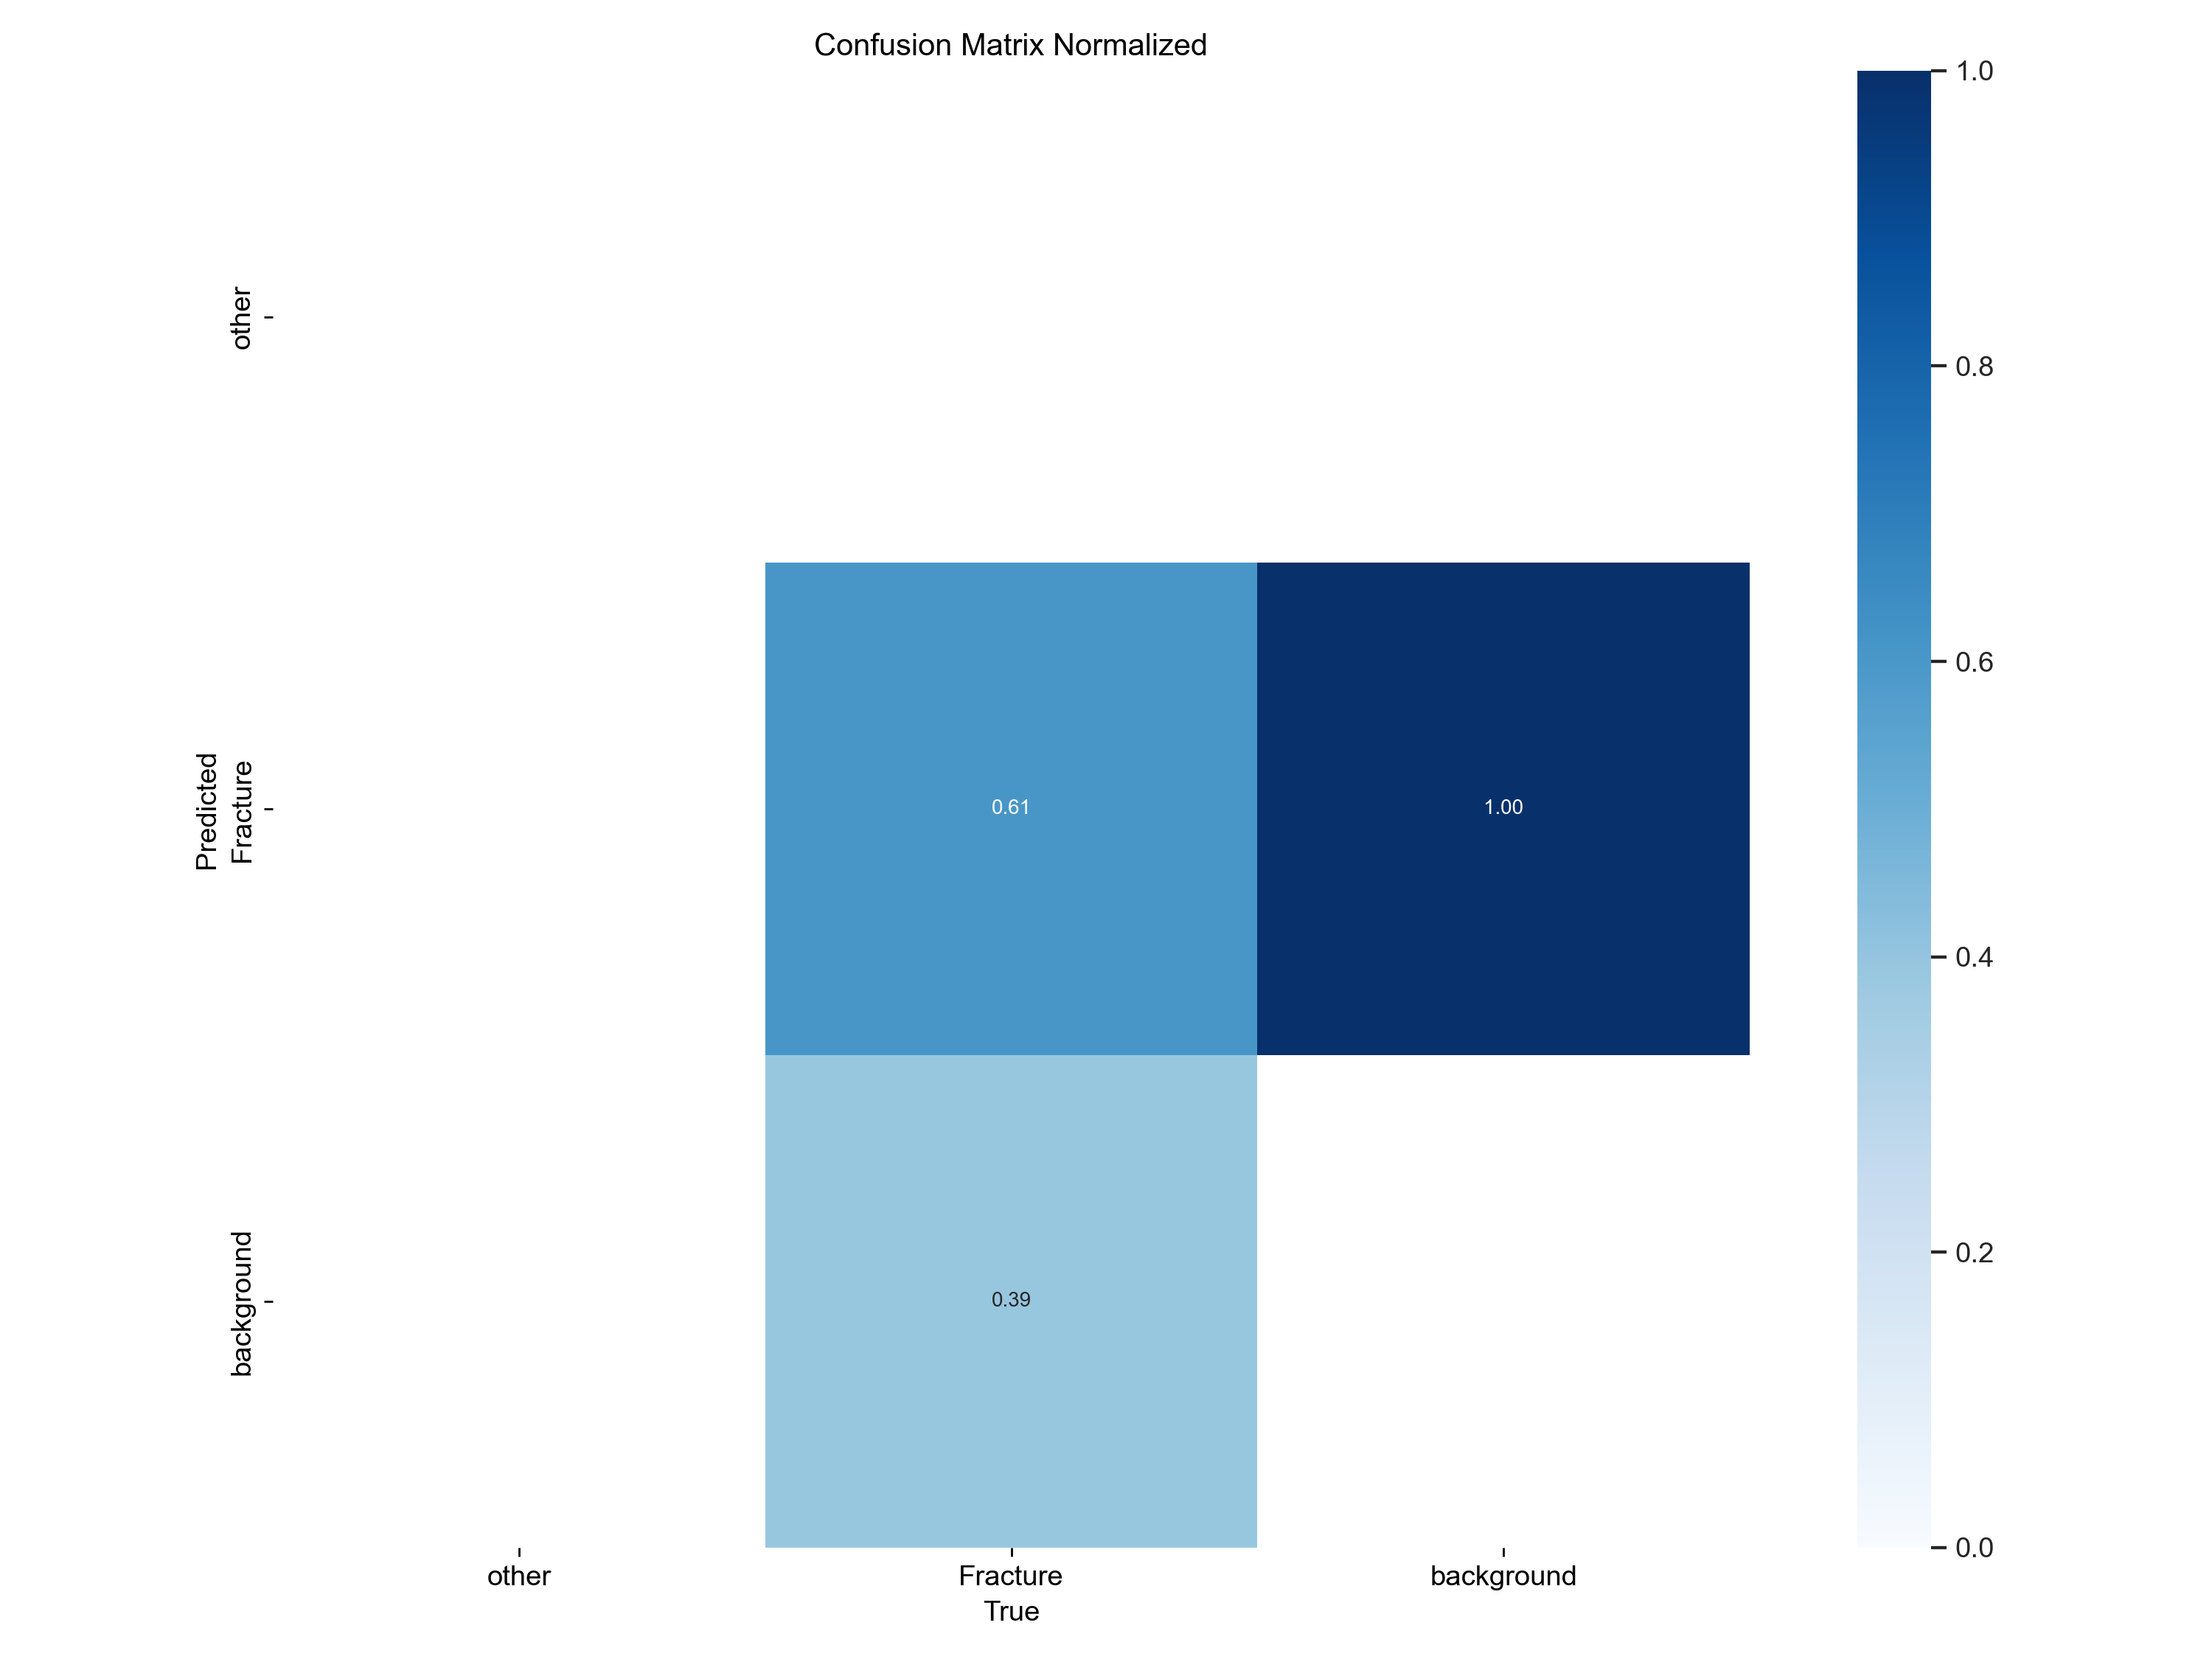 Confusion Matrix Normalized
other
Fracture
background
Predicted
0.61
1.00
0.39
other
Fracture
background
True
1.0
0.8
0.6
0.4
0.2
0.0